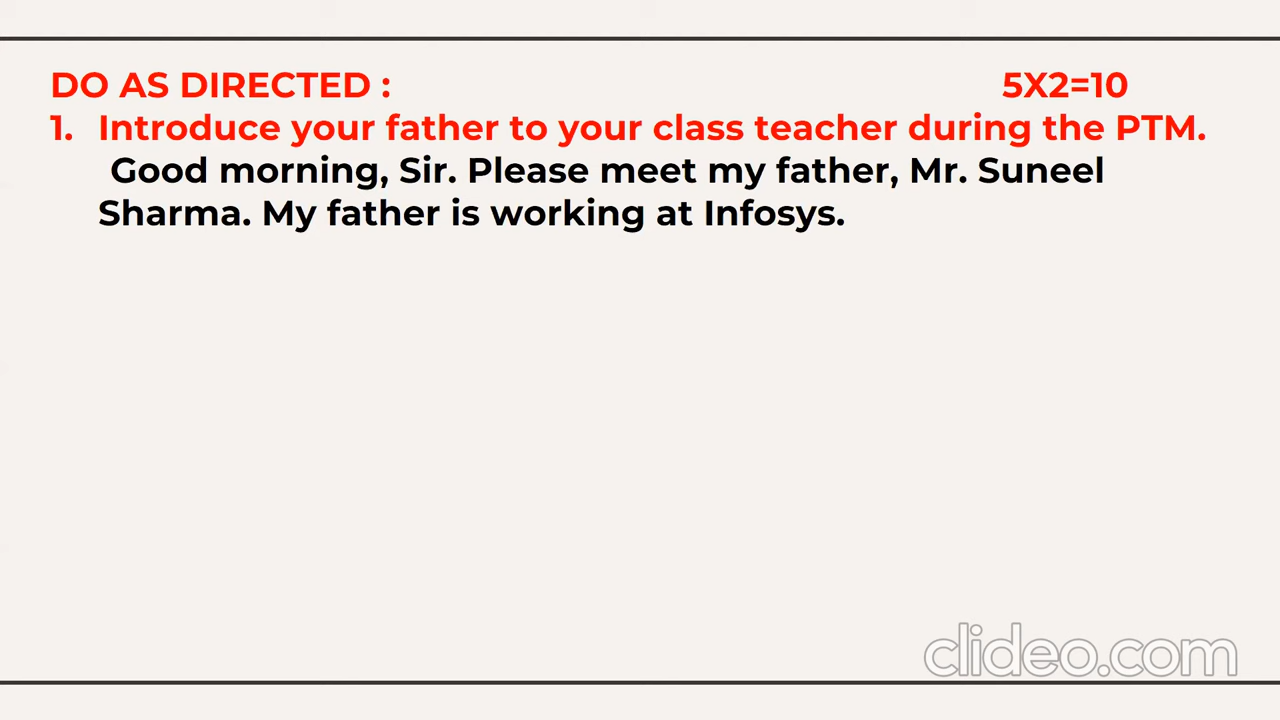 DO AS DIRECTED : 5X2=10
1. Introduce your father to your class teacher during the PTM.
Good morning, Sir. Please meet my father, Mr. Suneel
Sharma. My father is working at Infosys.
clideo.com